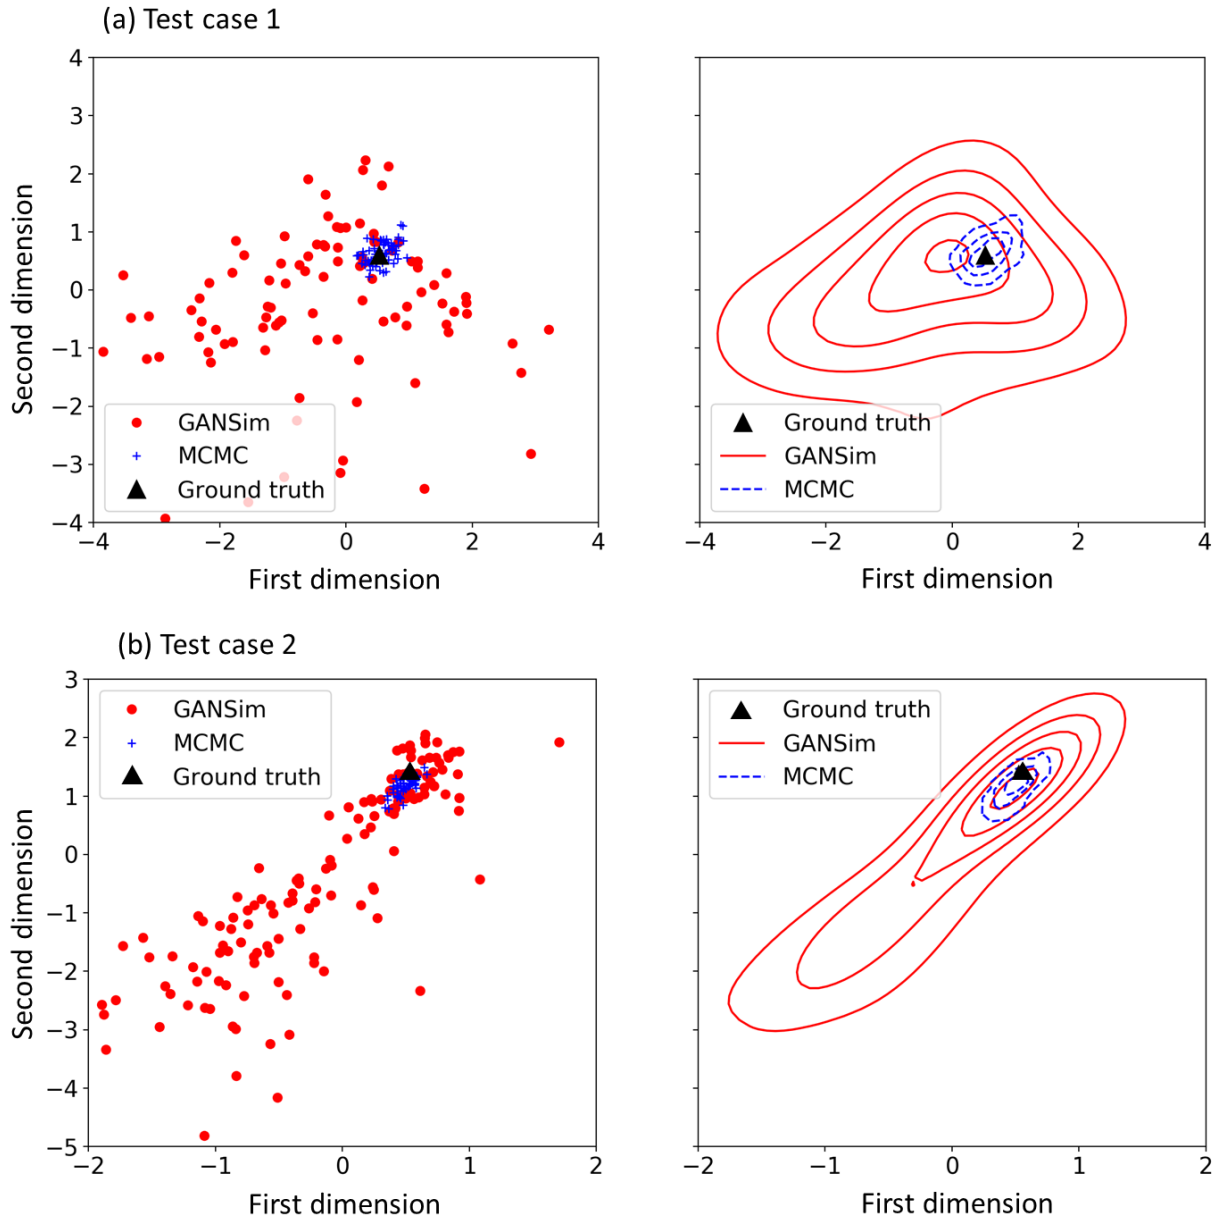 (a) Test case 1
4
3
2
1
0
−1
−2
−3
−4
Second dimension
GANSim
MCMC
Ground truth
−4
−2
0
2
4
First dimension
Ground truth
GANSim
MCMC
−4
−2
0
2
4
First dimension
(b) Test case 2
3
2
1
0
−1
−2
−3
−4
−5
Second dimension
GANSim
MCMC
Ground truth
−2
−1
0
1
2
First dimension
Ground truth
GANSim
MCMC
−2
−1
0
1
2
First dimension